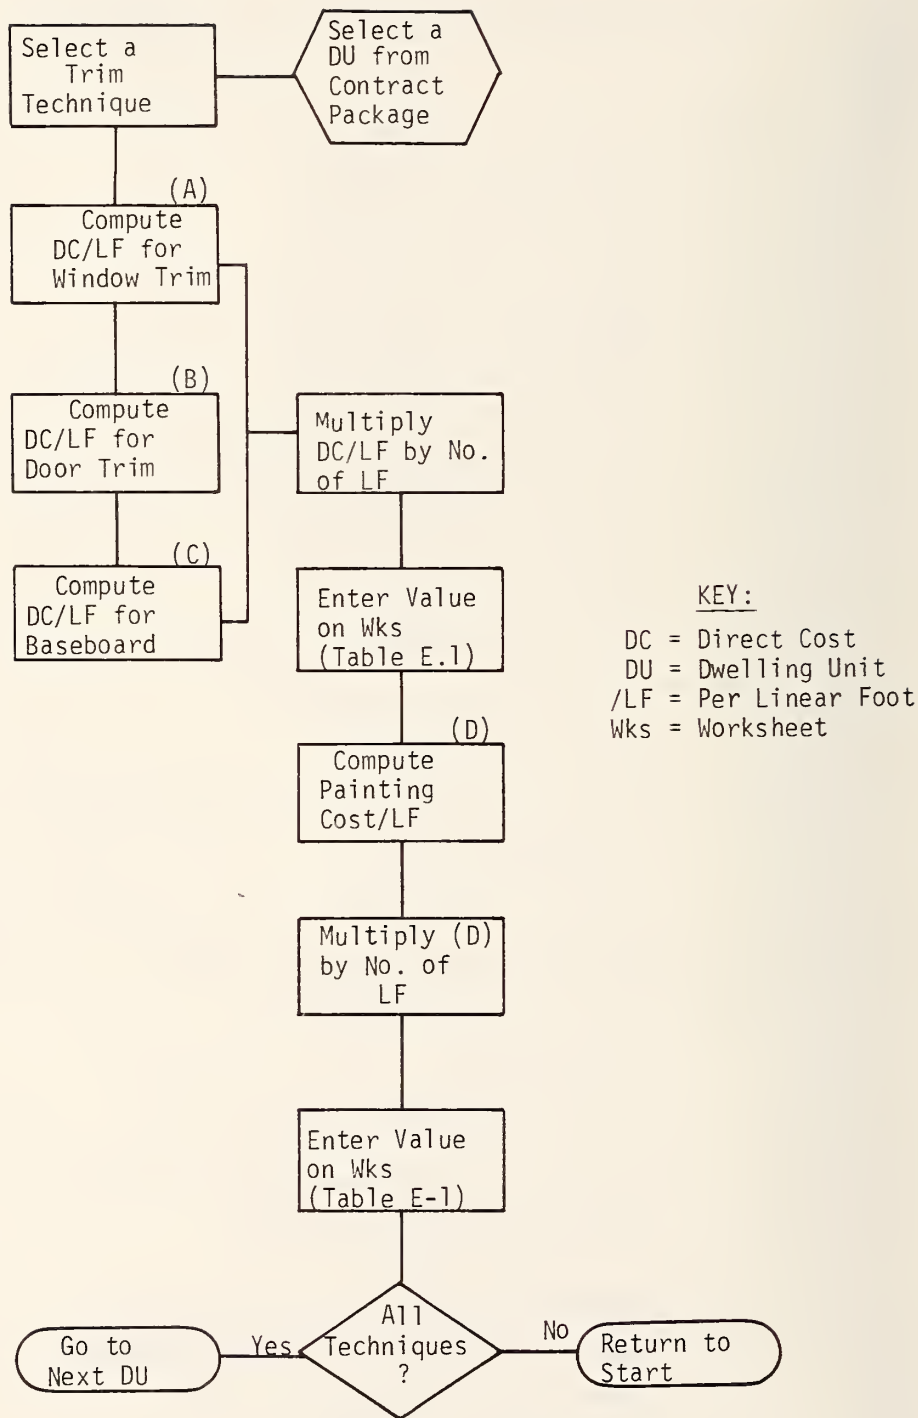 Select a
Trim
Technique
Select a
DU from
Contract
Package
(A)
Compute
DC/LF for
Window Trim
(B)
Compute
DC/LF for
Door Trim
(C)
Compute
DC/LF for
Baseboard
Multiply
DC/LF by No.
of LF
Enter Value
on Wks
(Table E.1)
(D)
Compute
Painting
Cost/LF
Multiply (D)
by No. of
LF
Enter Value
on Wks
(Table E-1)
All
Techniques
?
Yes
Go to
Next DU
No
Return to
Start
KEY:
DC = Direct Cost
DU = Dwelling Unit
/LF = Per Linear Foot
Wks = Worksheet